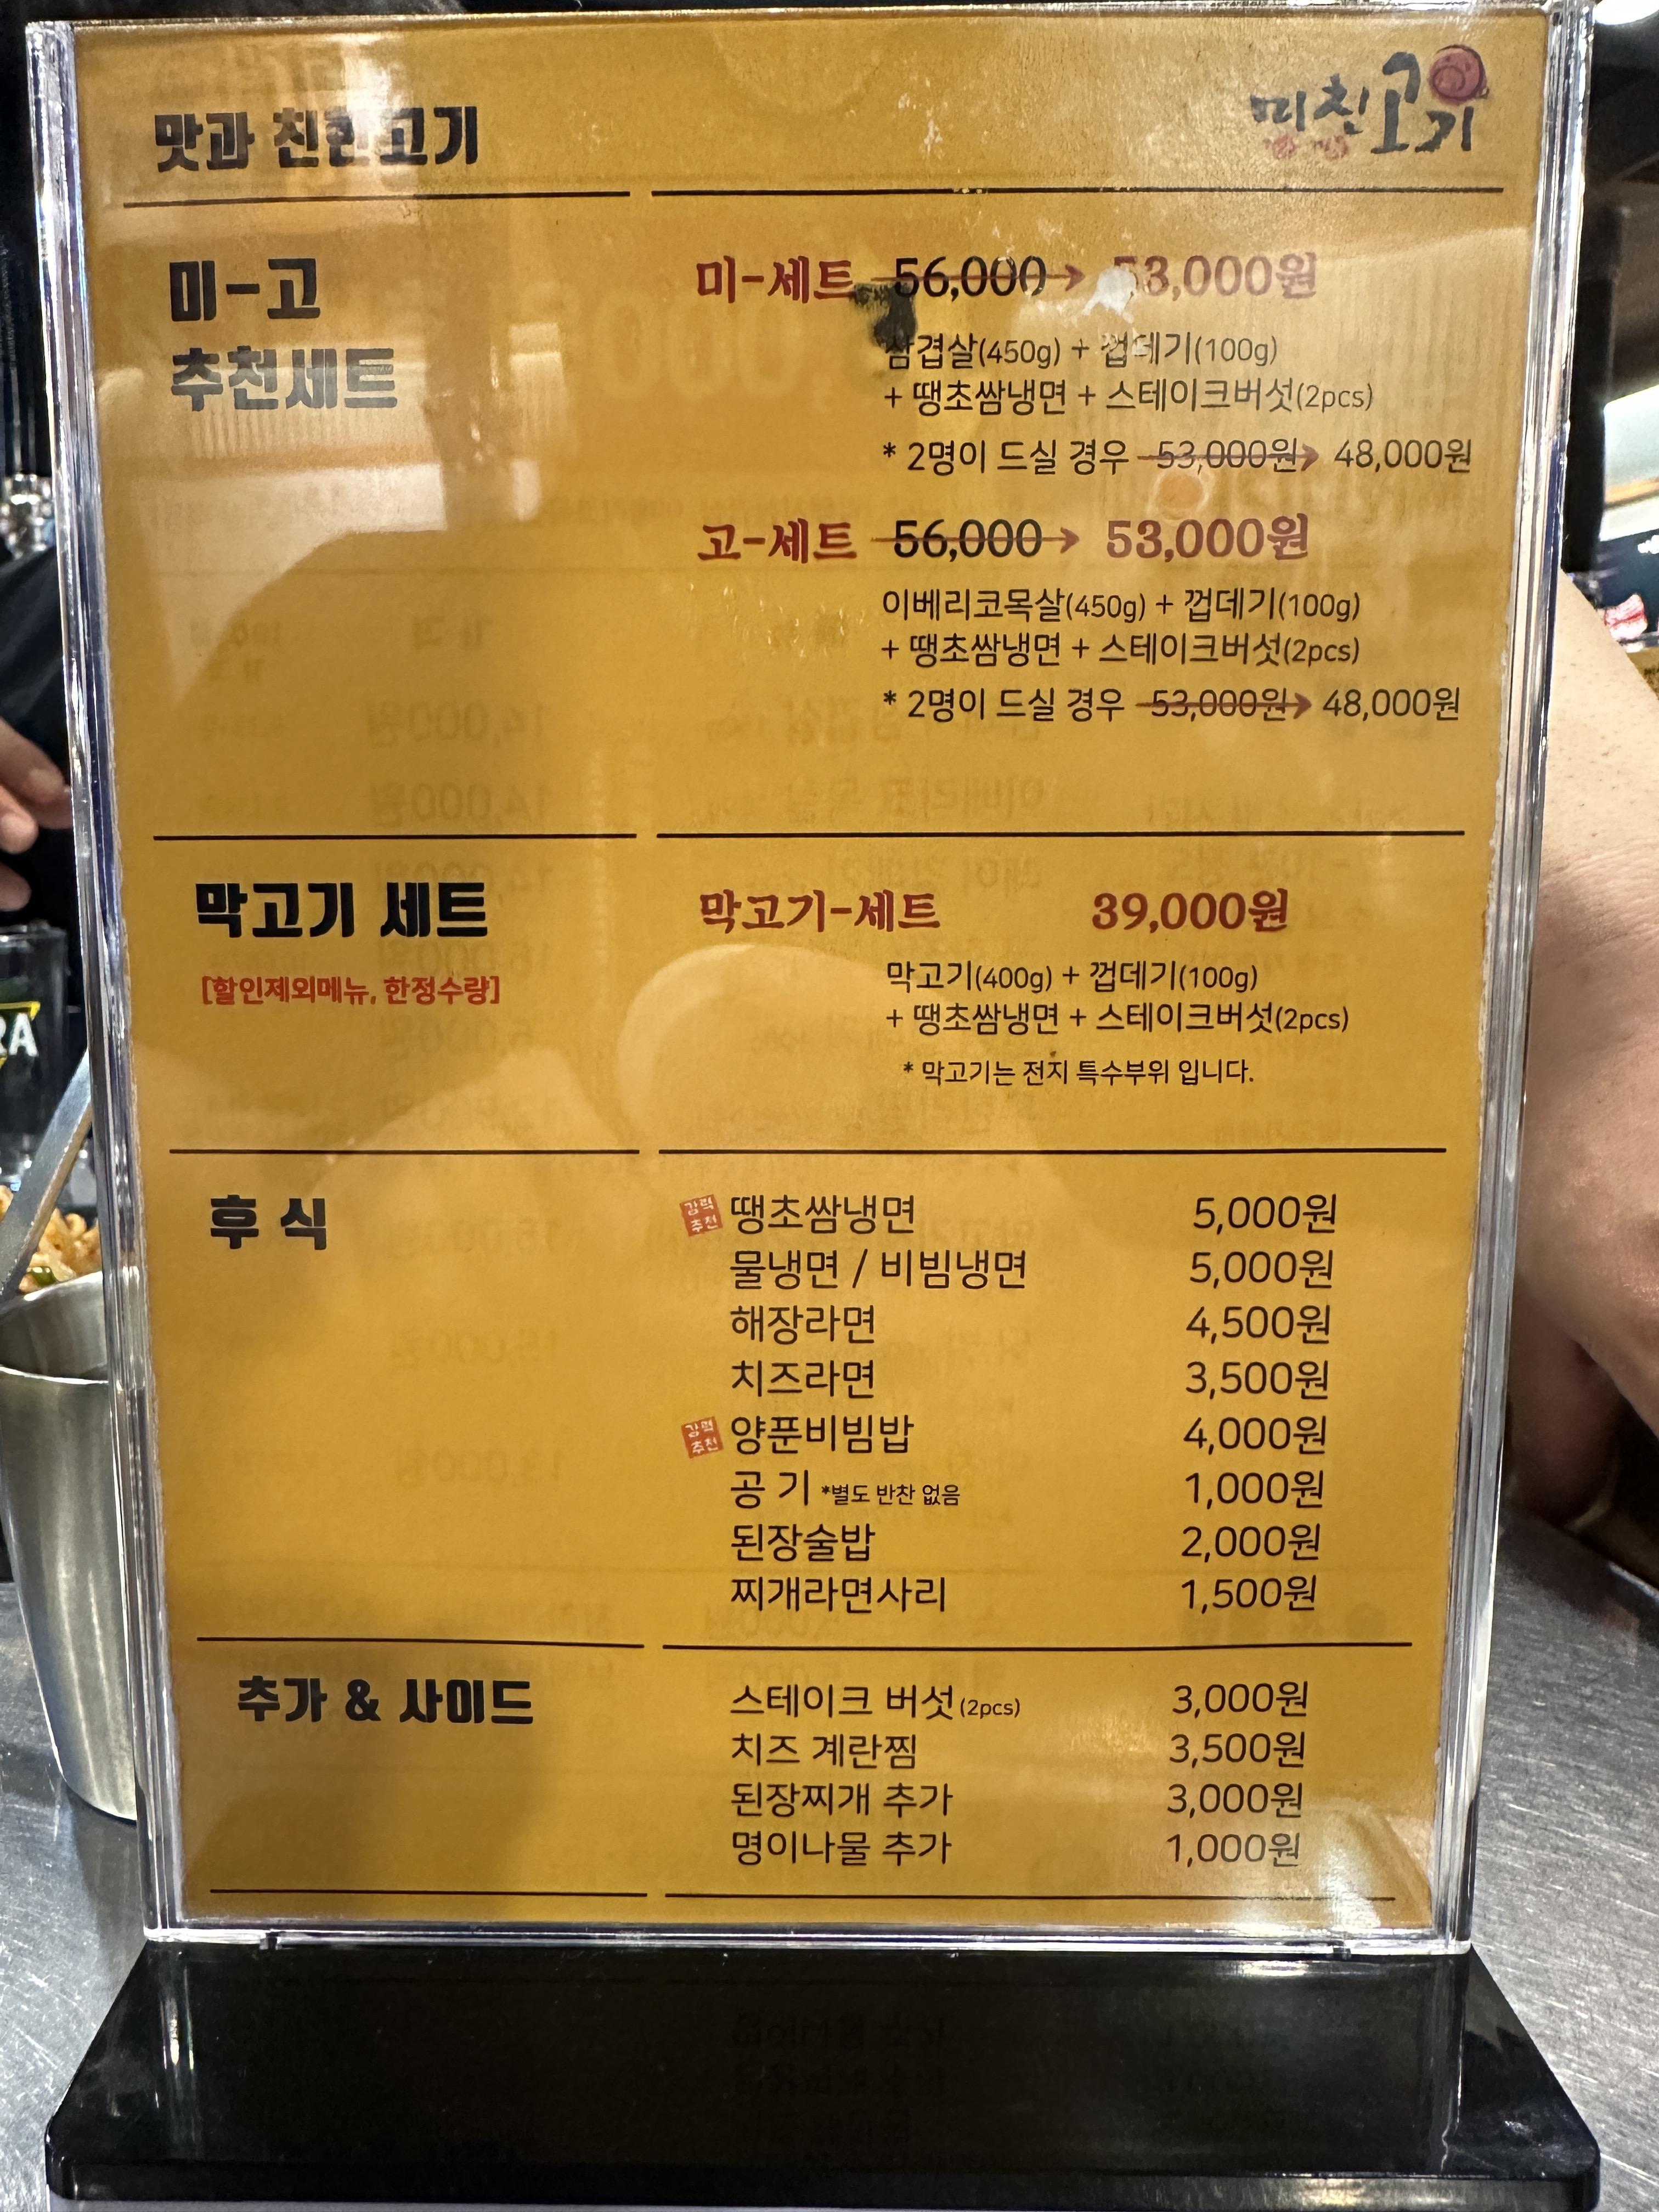 맛과 친한고기
미친고기
미-고
추천세트
미-세트 56,000 → 53,000원
삼겹살(450g) + 껍데기(100g)
+ 땡초쌈냉면 + 스테이크버섯(2pcs)
* 2명이 드실 경우 53,000원→ 48,000원
고-세트 56,000 → 53,000원
이베리코목살(450g) + 껍데기(100g)
+ 땡초쌈냉면 + 스테이크버섯(2pcs)
* 2명이 드실 경우 53,000원→ 48,000원
막고기 세트
[할인제외메뉴, 한정수량]
막고기-세트 39,000원
막고기(400g) + 껍데기(100g)
+ 땡초쌈냉면 + 스테이크버섯(2pcs)
* 막고기는 전지 특수부위 입니다.
후 식
강력추천 땡초쌈냉면 5,000원
물냉면 / 비빔냉면 5,000원
해장라면 4,500원
치즈라면 3,500원
강력추천 양푼비빔밥 4,000원
공 기 *별도 반찬 없음 1,000원
된장술밥 2,000원
찌개라면사리 1,500원
추가 & 사이드
스테이크 버섯(2pcs) 3,000원
치즈 계란찜 3,500원
된장찌개 추가 3,000원
명이나물 추가 1,000원